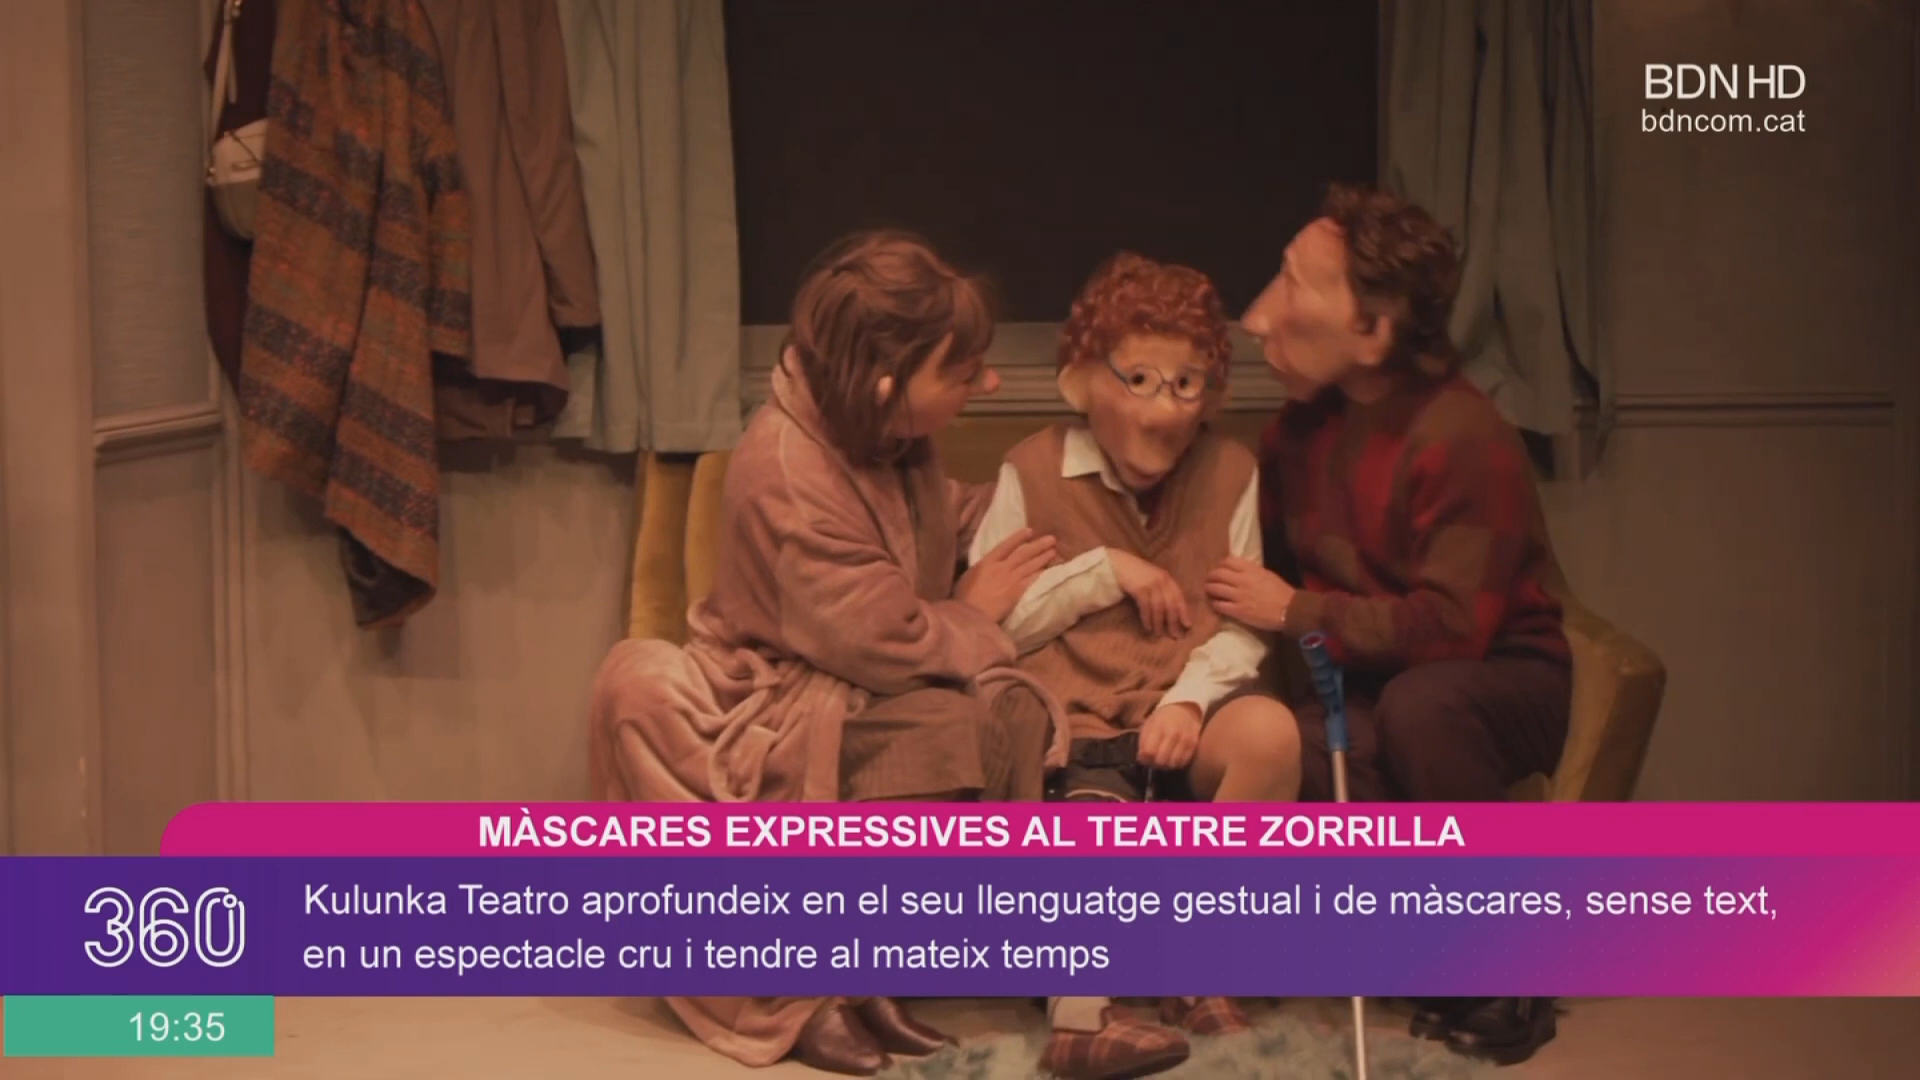 BDN HD
bdncom.cat
MÀSCARES EXPRESSIVES AL TEATRE ZORRILLA
360
Kulunka Teatro aprofundeix en el seu llenguatge gestual i de màscares, sense text,
en un espectacle cru i tendre al mateix temps
19:35